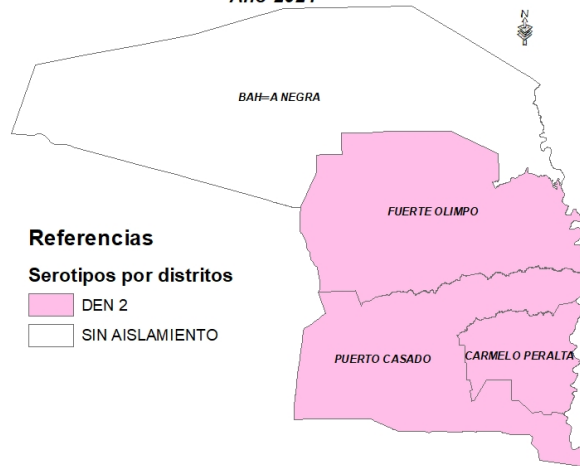 N
BAH=A NEGRA
FUERTE OLIMPO
Referencias
Serotipos por distritos
DEN 2
SIN AISLAMIENTO
PUERTO CASADO
CARMELO PERALTA